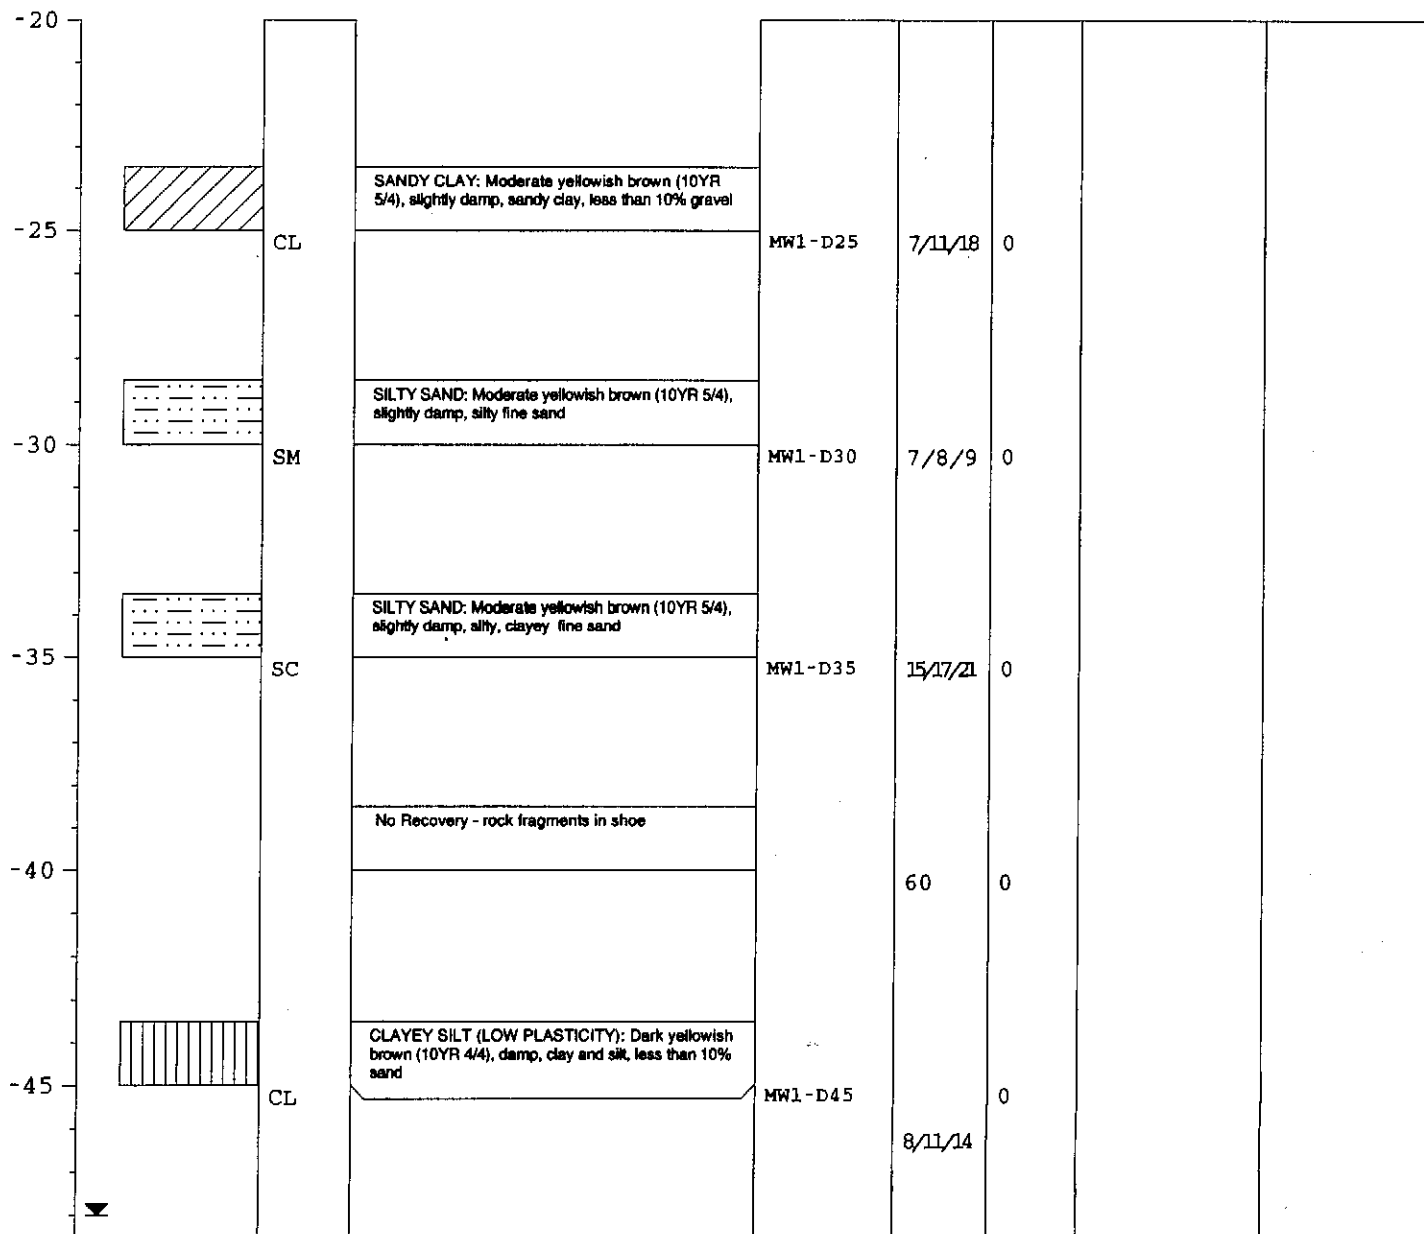 -20
SANDY CLAY: Moderate yellowish brown (10YR
5/4), slightly damp, sandy clay, less than 10% gravel
-25
CL
MW1-D25
7/11/18
0
SILTY SAND: Moderate yellowish brown (10YR 5/4),
slightly damp, silty fine sand
-30
SM
MW1-D30
7/8/9
0
SILTY SAND: Moderate yellowish brown (10YR 5/4),
slightly damp, silty, clayey fine sand
-35
SC
MW1-D35
15/17/21
0
No Recovery - rock fragments in shoe
-40
60
0
CLAYEY SILT (LOW PLASTICITY): Dark yellowish
brown (10YR 4/4), damp, clay and silt, less than 10%
sand
-45
CL
MW1-D45
0
8/11/14